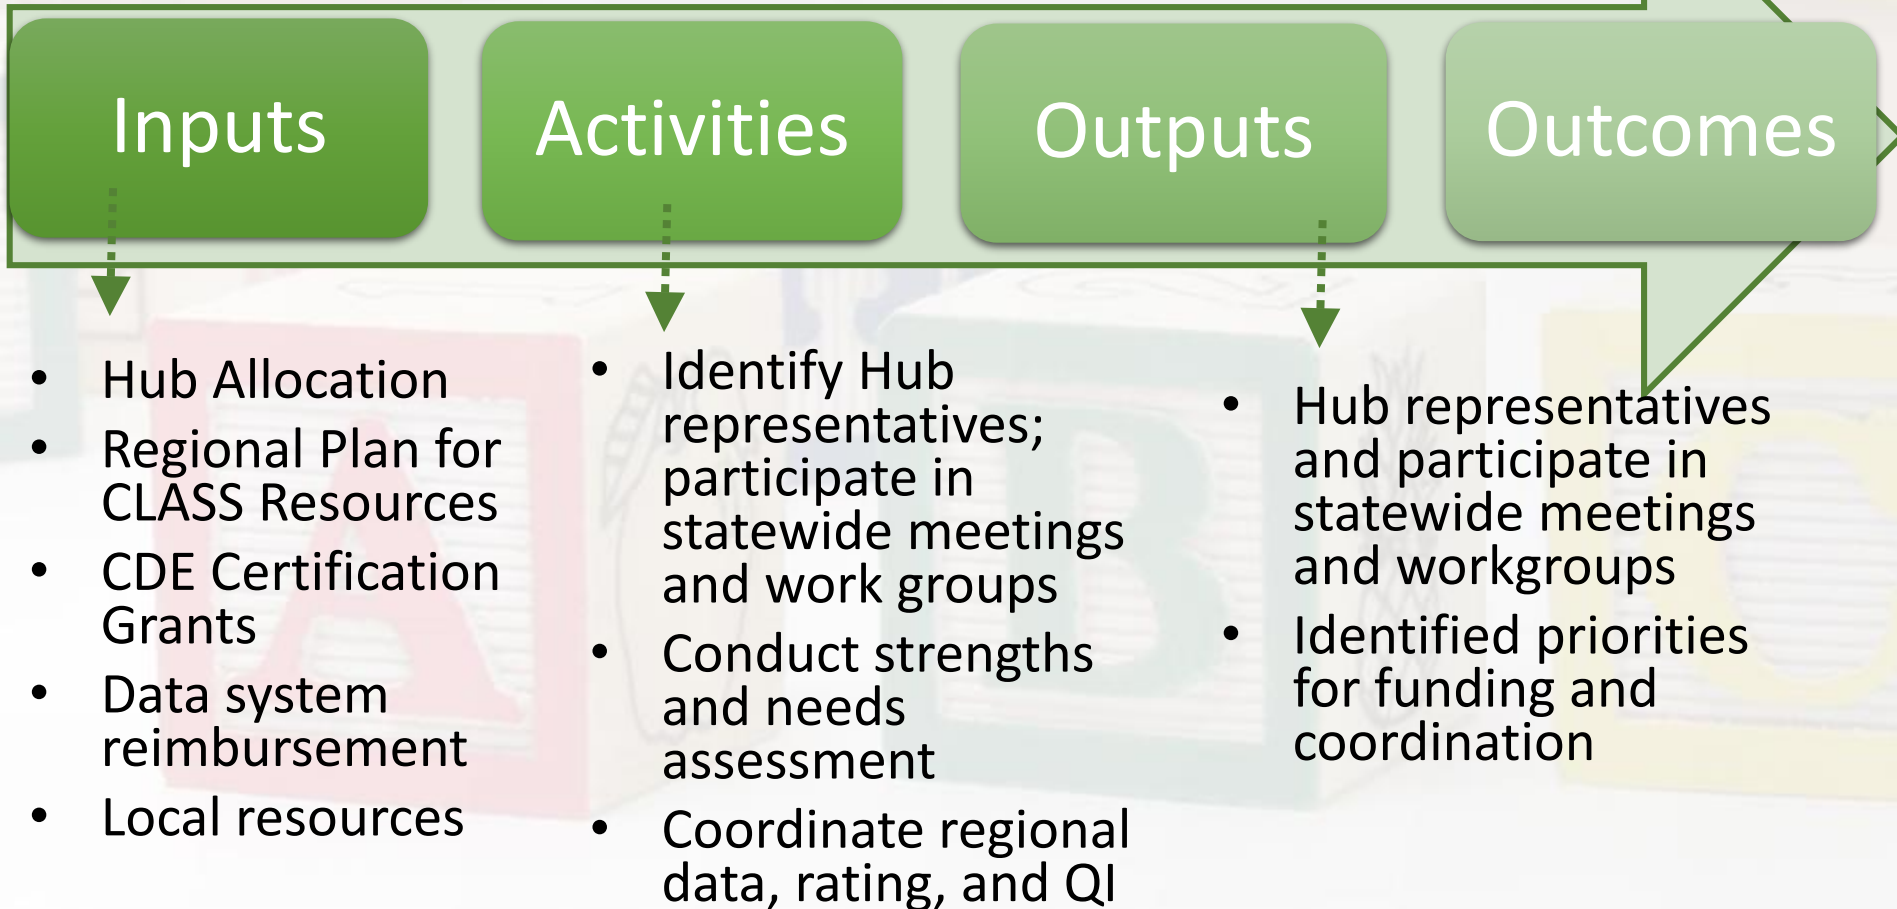 Inputs
Activities
Outputs
Outcomes
• Hub Allocation
• Regional Plan for
CLASS Resources
• CDE Certification
Grants
• Data system
reimbursement
• Local resources
• Identify Hub
representatives;
participate in
statewide meetings
and work groups
• Conduct strengths
and needs
assessment
• Coordinate regional
data, rating, and QI
• Hub representatives
and participate in
statewide meetings
and workgroups
• Identified priorities
for funding and
coordination
A
B